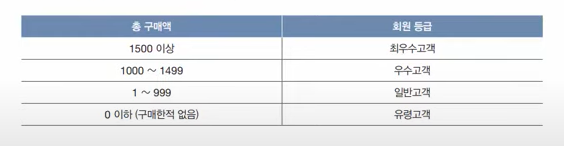 총 구매액 회원 등급
1500 이상 최우수고객
1000 ～ 1499 우수고객
1 ～ 999 일반고객
0 이하 (구매한적 없음) 유령고객